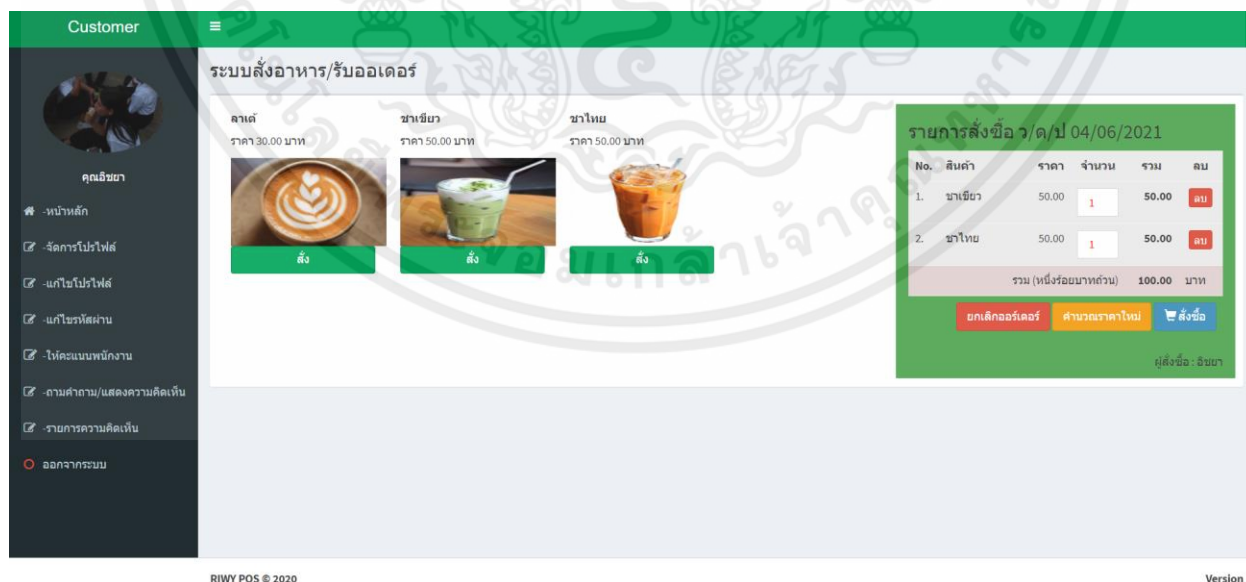 Customer
คุณอิชยา
-หน้าหลัก
-จัดการโปรไฟล์
-แก้ไขโปรไฟล์
-แก้ไขรหัสผ่าน
-ให้คะแนนพนักงาน
-ถามคำถาม/แสดงความคิดเห็น
-รายการความคิดเห็น
ออกจากระบบ
ระบบสั่งอาหาร/รับออเดอร์
ลาเต้ ชาเขียว ชาไทย
ราคา 30.00 บาท ราคา 50.00 บาท ราคา 50.00 บาท
สั่ง สั่ง สั่ง
รายการสั่งซื้อ ว/ด/ป 04/06/2021
No. สินค้า ราคา จำนวน รวม ลบ
1. ชาเขียว 50.00 1 50.00 ลบ
2. ชาไทย 50.00 1 50.00 ลบ
รวม (หนึ่งร้อยบาทถ้วน) 100.00 บาท
ยกเลิกออร์เดอร์ คำนวณราคาใหม่ สั่งซื้อ
ผู้สั่งซื้อ : อิชยา
RIWY POS © 2020 Version